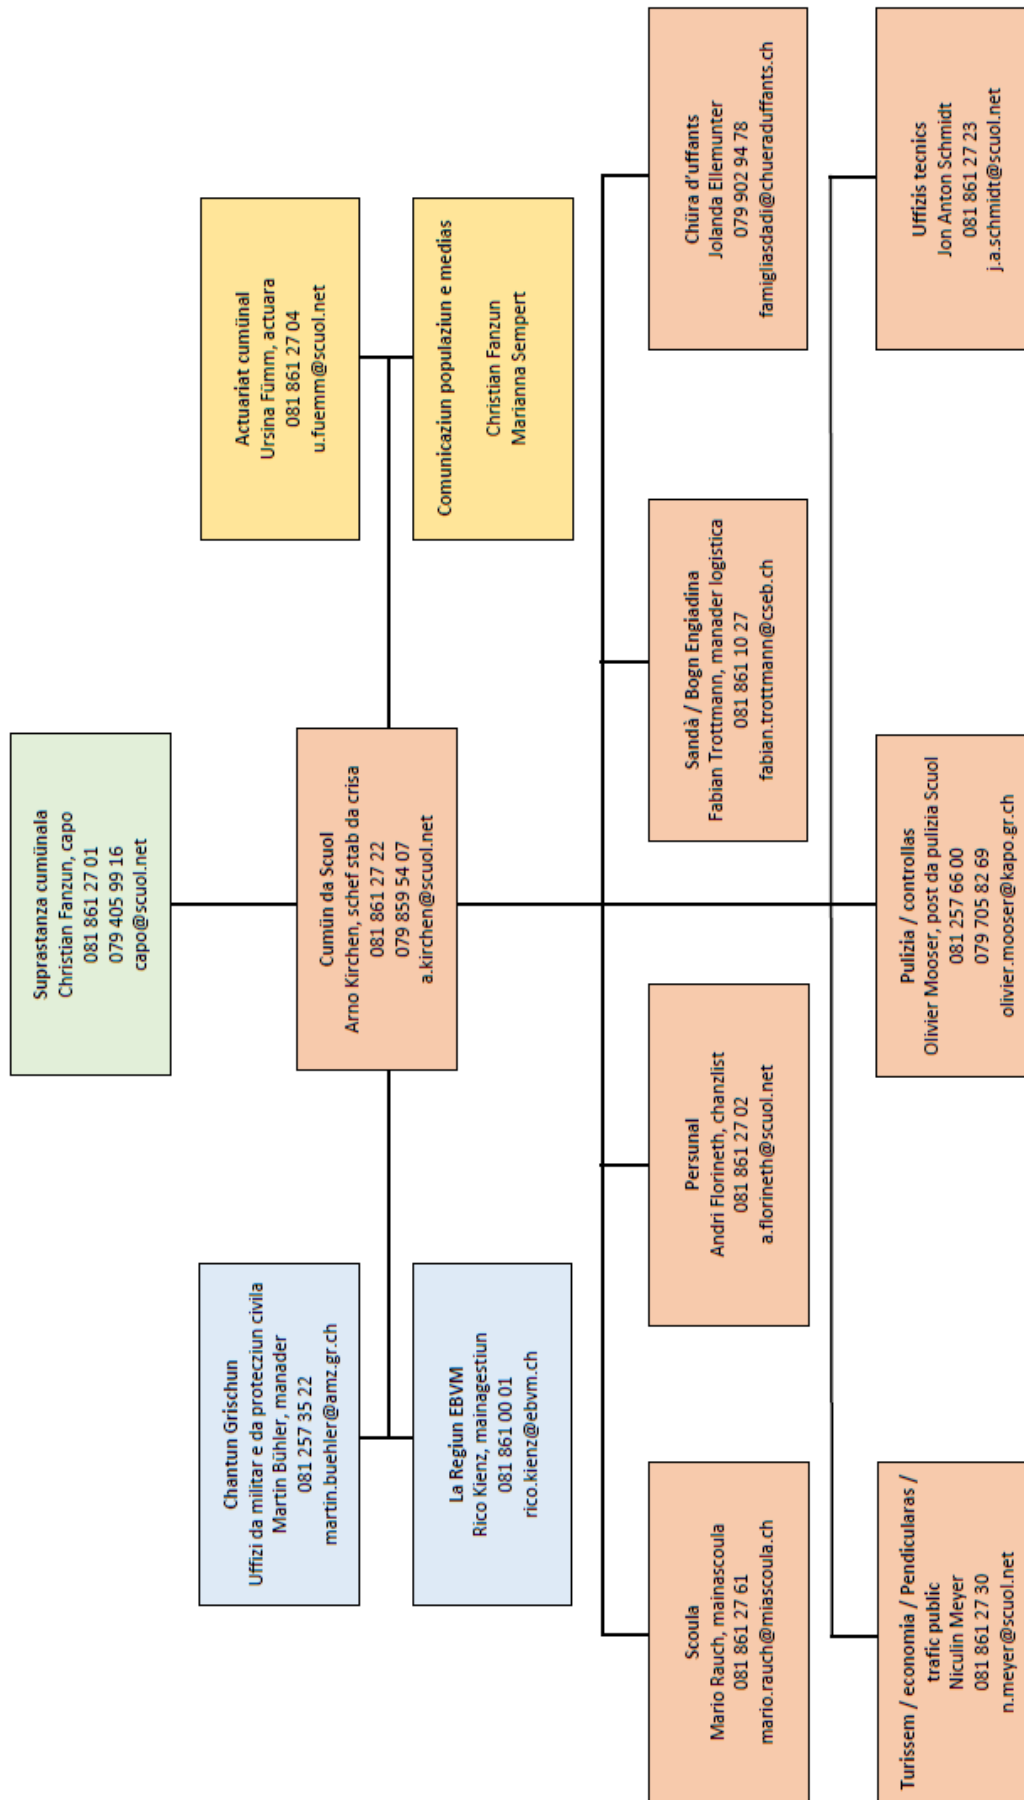 Suprastanza cumünala
Christian Fanzun, capo
081 861 27 01
079 405 99 16
capo@scuol.net
Chantun Grischun
Uffizi da militar e da protecziun civila
Martin Bühler, manader
081 257 35 22
martin.buehler@amz.gr.ch
Actuariat cumünal
Ursina Fümm, actuara
081 861 27 04
u.fuemm@scuol.net
Cumün da Scuol
Arno Kirchen, schef stab da crisa
081 861 27 22
079 859 54 07
a.kirchen@scuol.net
La Regiun EBVM
Rico Kienz, mainagestiun
081 861 00 01
rico.kienz@ebvm.ch
Comunicaziun populaziun e medias
Christian Fanzun
Marianna Sempert
Scoula
Mario Rauch, mainascoula
081 861 27 61
mario.rauch@miascoula.ch
Persunal
Andri Florineth, chanzlist
081 861 27 02
a.florineth@scuol.net
Sandà / Bogn Engiadina
Fabian Trottmann, manader logistica
081 861 10 27
fabian.trottmann@cseb.ch
Chüra d'uffants
Jolanda Ellemunter
079 902 94 78
famigliasdadi@chueraduffants.ch
Turissem / economia / Pendicularas /
trafic public
Niculin Meyer
081 861 27 30
n.meyer@scuol.net
Pulizia / controllas
Olivier Mooser, post da pulizia Scuol
081 257 66 00
079 705 82 69
olivier.mooser@kapo.gr.ch
Uffizis tecnics
Jon Anton Schmidt
081 861 27 23
j.a.schmidt@scuol.net